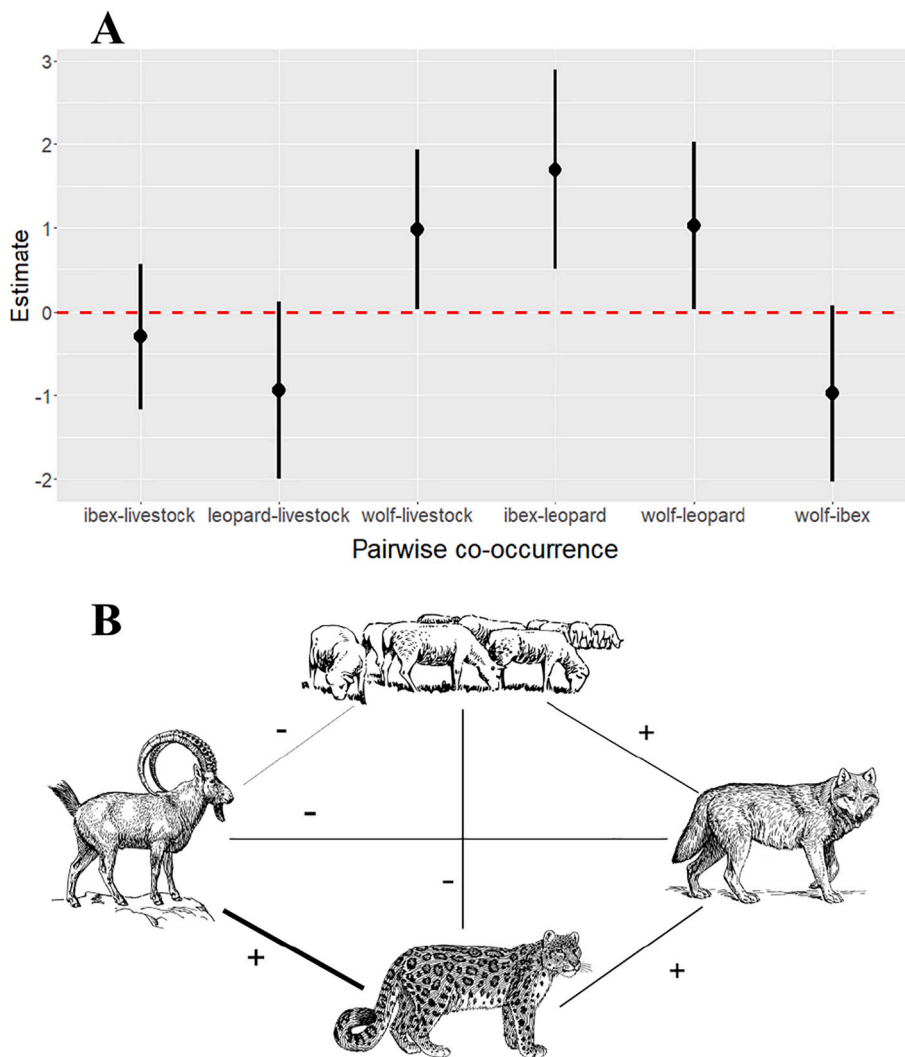 A
3
2
1
0
-1
-2
Estimate
ibex-livestock leopard-livestock wolf-livestock ibex-leopard wolf-leopard wolf-ibex
Pairwise co-occurrence
B
- +
-
-
+ +